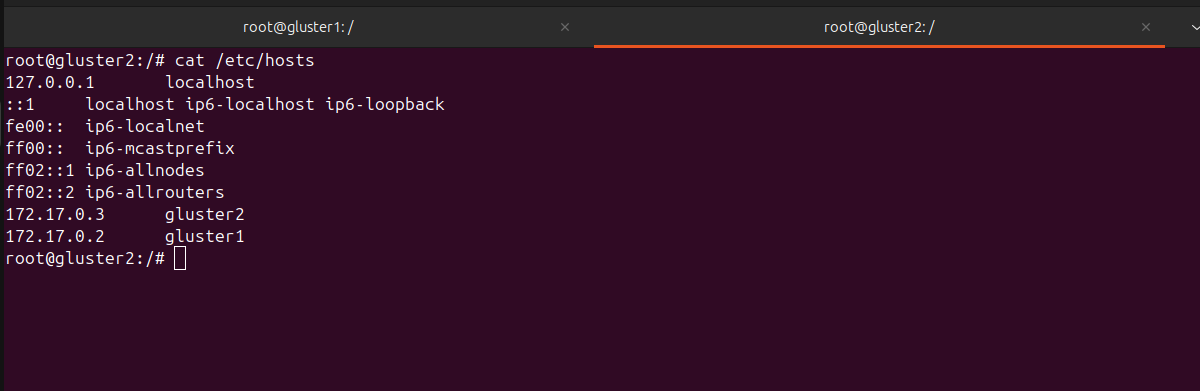 root@gluster1: /
root@gluster2: /
root@gluster2:/# cat /etc/hosts
127.0.0.1       localhost
::1     localhost ip6-localhost ip6-loopback
fe00::  ip6-localnet
ff00::  ip6-mcastprefix
ff02::1 ip6-allnodes
ff02::2 ip6-allrouters
172.17.0.3      gluster2
172.17.0.2      gluster1
root@gluster2:/#